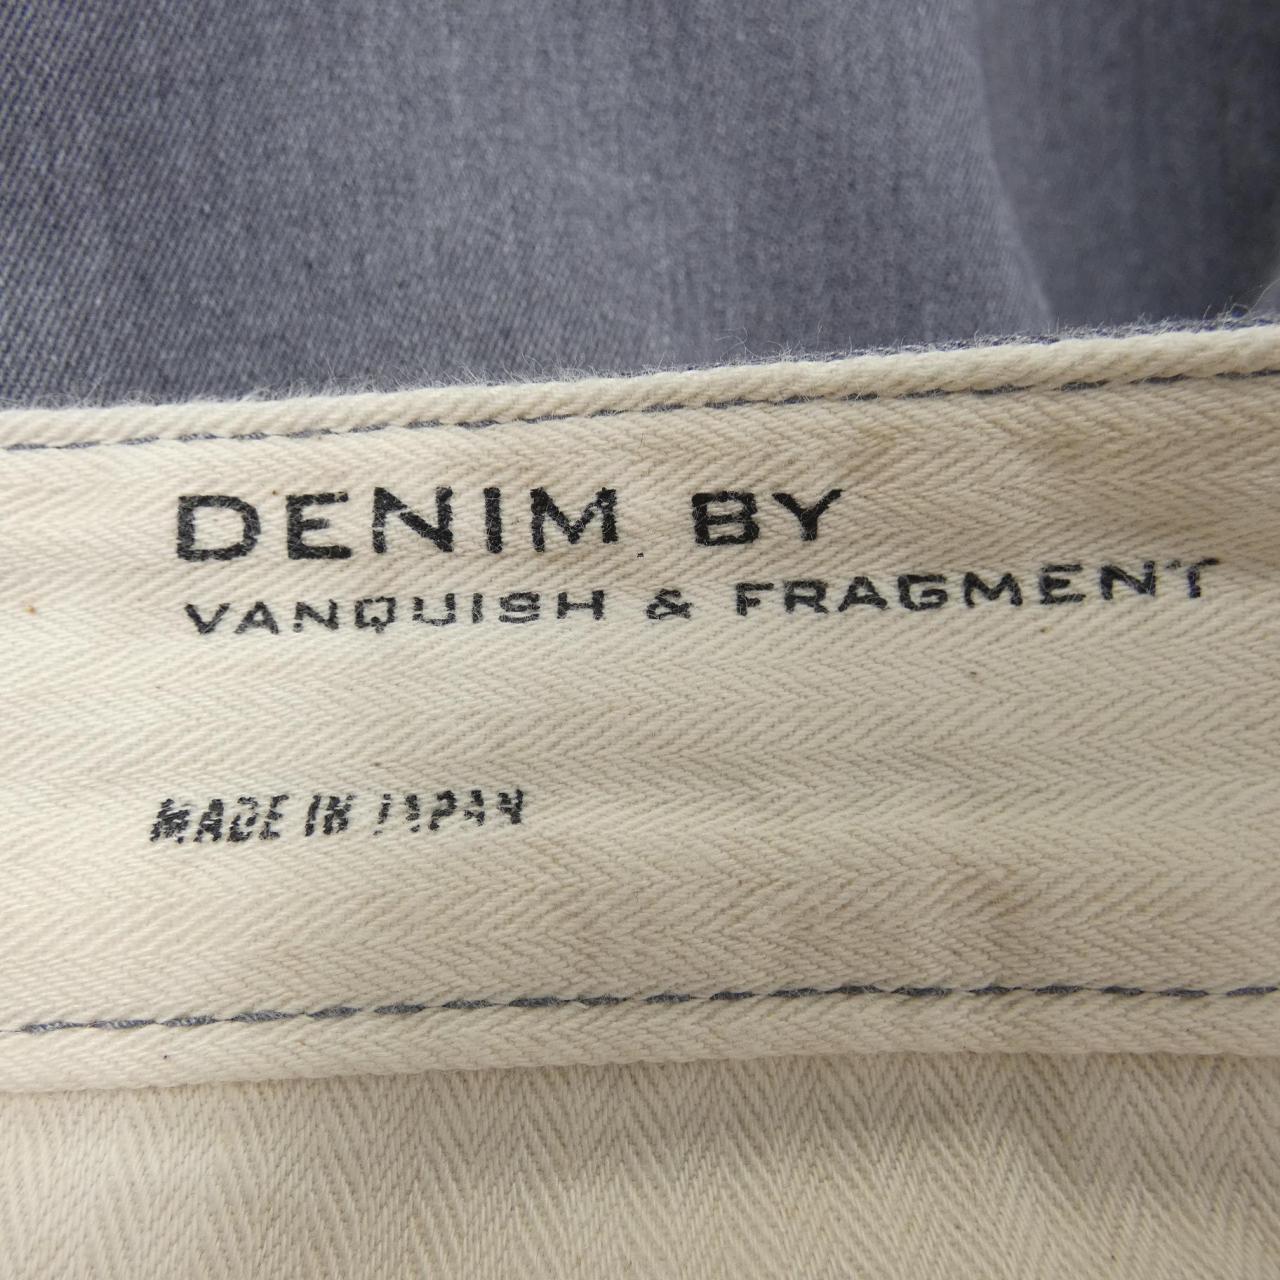 DENIM BY
VANQUISH & FRAGMENT
MADE IN JAPAN